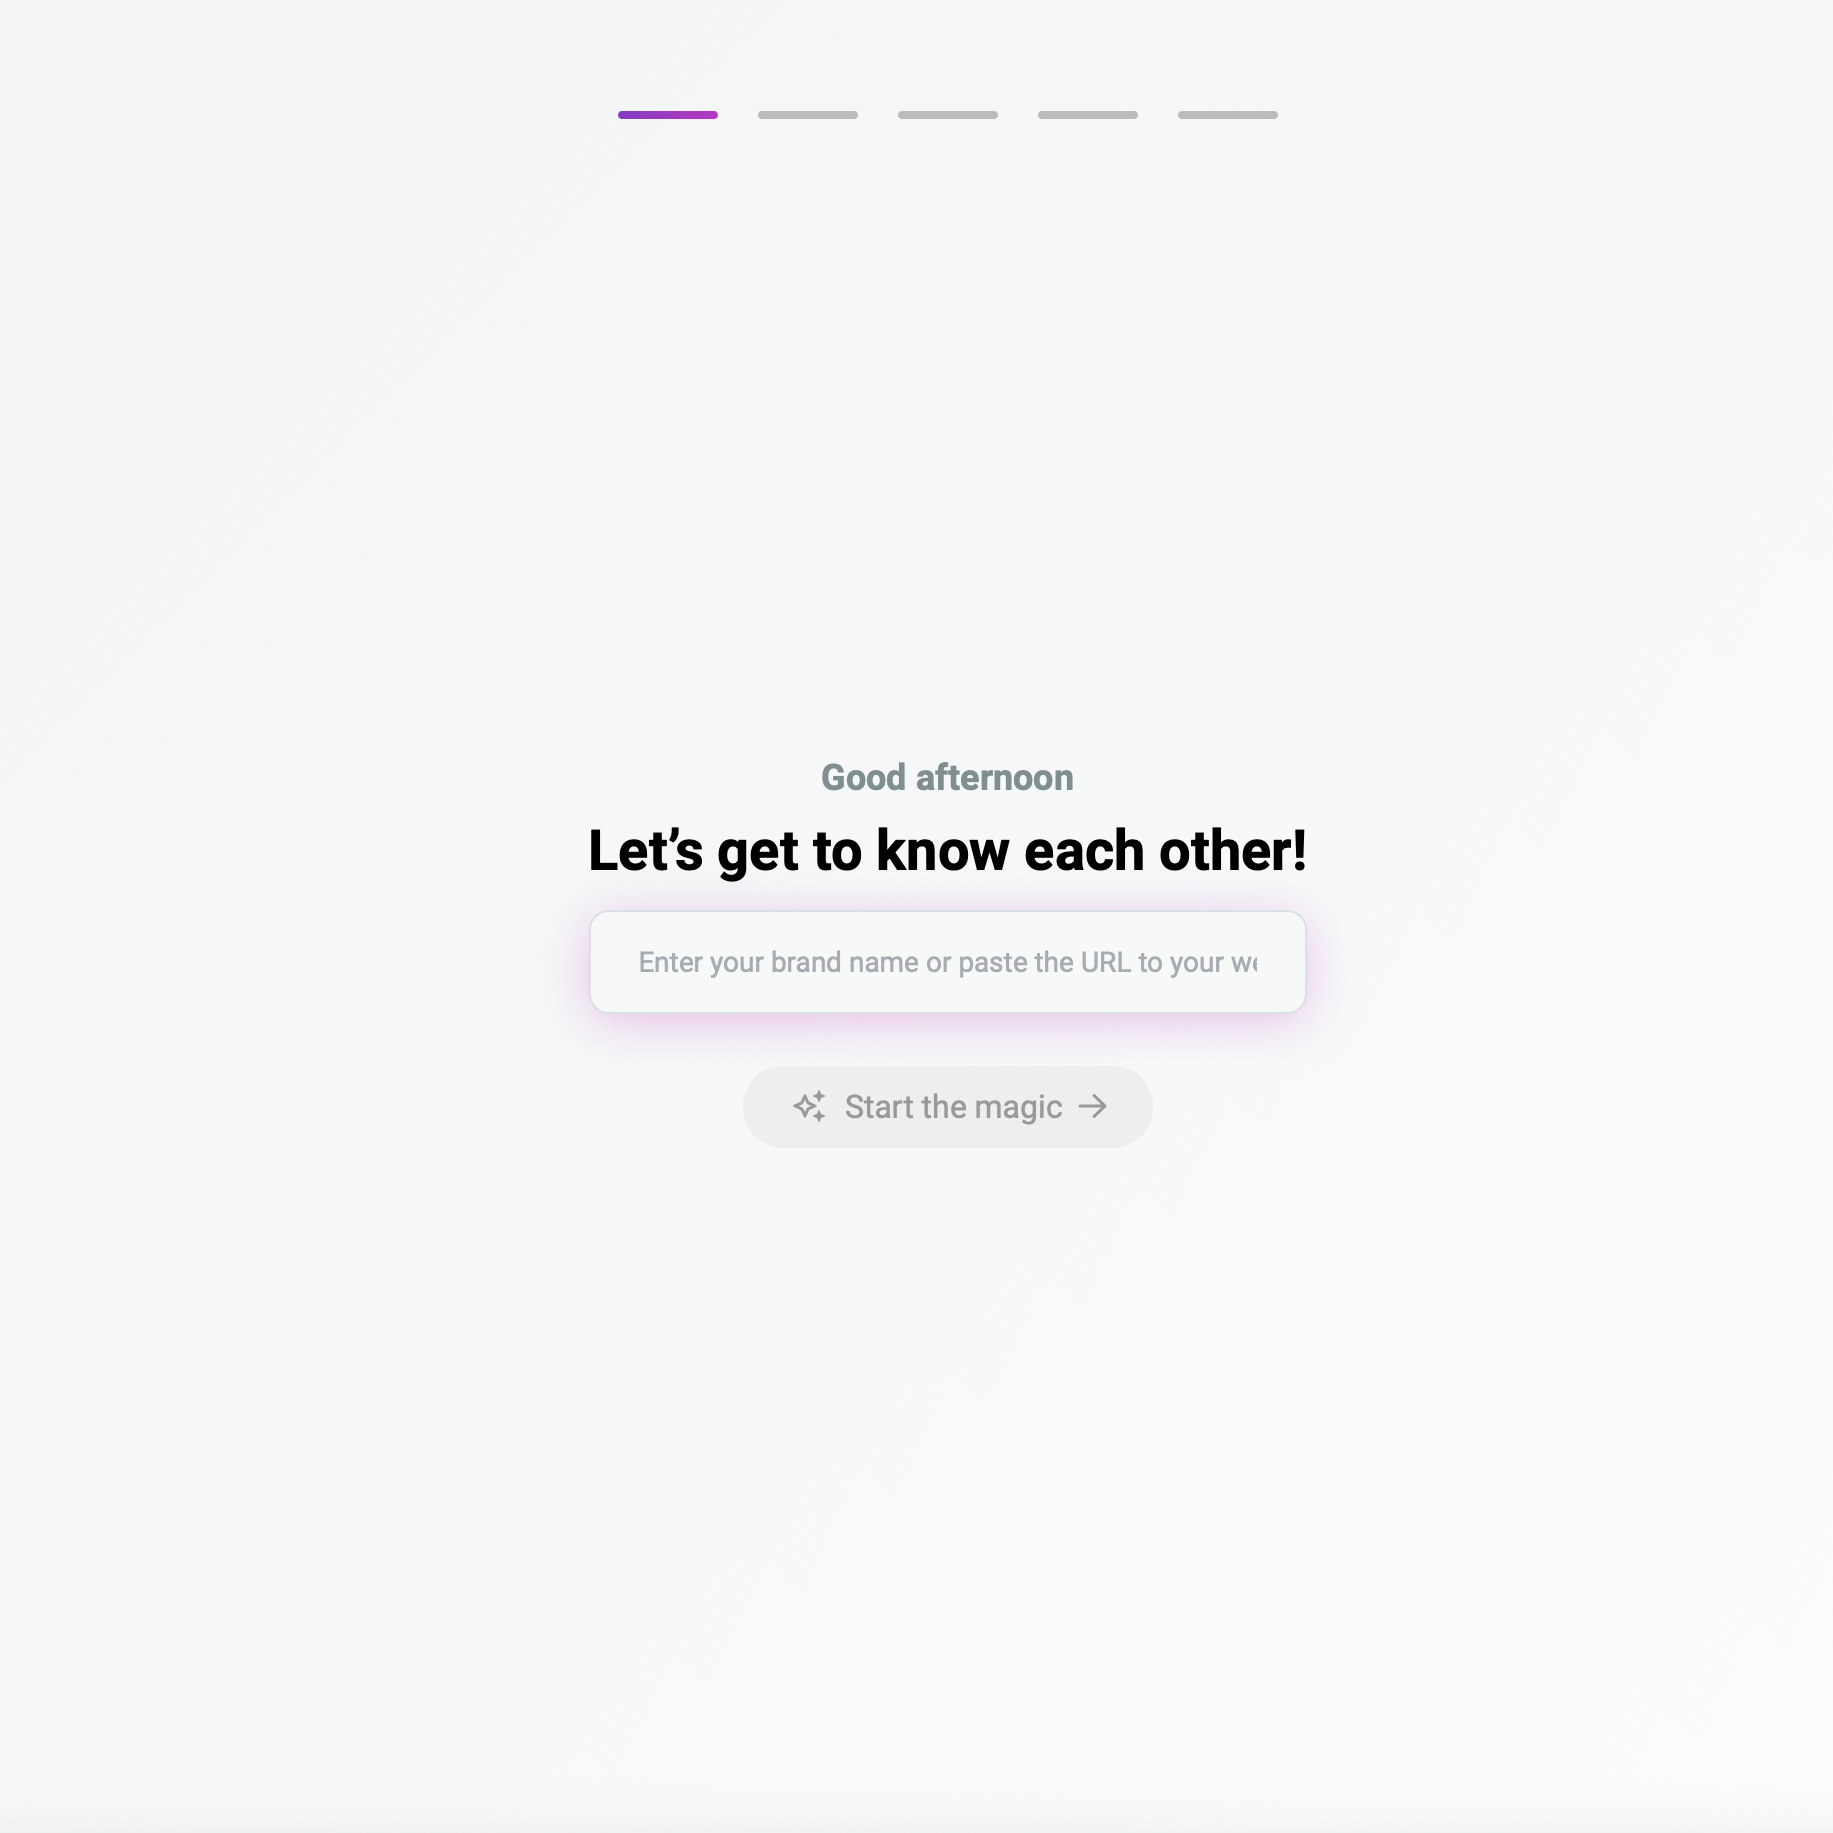 Good afternoon
Let’s get to know each other!
Enter your brand name or paste the URL to your
Start the magic